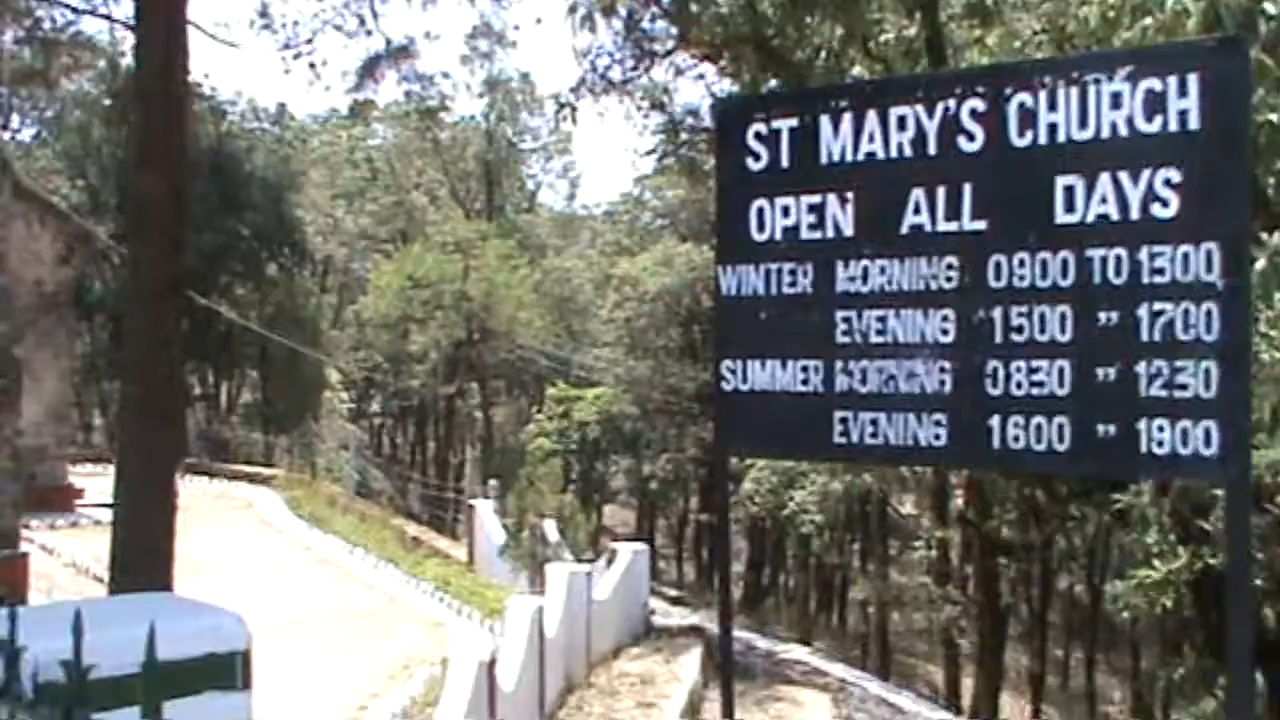 ST MARY'S CHURCH
OPEN ALL DAYS
WINTER MORNING 0900 TO 1300
EVENING 1500 " 1700
SUMMER MORNING 0830 " 1230
EVENING 1600 " 1800